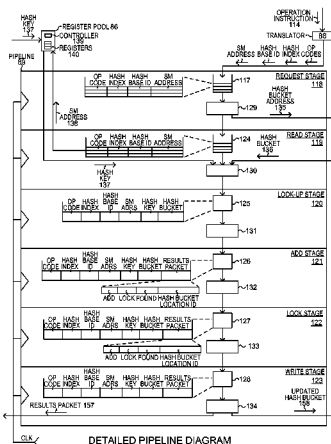 HASH
KEY
137
REGISTER POOL 86
CONTROLLER
139
REGISTERS
140
OPERATION
INSTRUCTION
114
TRANSLATOR 88
SM
ADDRESS
HASH
BASE ID
HASH
INDEX
OP
CODES
PIPELINE
89
SM
ADDRESS
138
OP
CODE
HASH
INDEX
HASH
BASE ID
SM
ADDRESS
117
129
REQUEST STAGE
118
HASH
BUCKET
ADDRESS
135
OP
CODE
HASH
INDEX
HASH
BASE ID
SM
ADDRESS
124
READ STAGE
119
HASH
BUCKET
136
HASH
KEY
137
130
LOOK-UP STAGE
120
OP
CODE
HASH
INDEX
HASH
BASE
ID
SM
ADRS
HASH
KEY
HASH
BUCKET
125
131
ADD STAGE
121
OP
CODE
HASH
INDEX
HASH
BASE
ID
SM
ADRS
HASH
KEY
HASH
BUCKET
RESULTS
PACKET
126
132
ADD LOCK FOUND HASH BUCKET
LOCATION ID
LOCK STAGE
122
OP
CODE
HASH
INDEX
HASH
BASE
ID
SM
ADRS
HASH
KEY
HASH
BUCKET
RESULTS
PACKET
127
133
ADD LOCK FOUND HASH BUCKET
LOCATION ID
WRITE STAGE
123
OP
CODE
HASH
INDEX
HASH
BASE
ID
SM
ADRS
HASH
KEY
HASH
BUCKET
RESULTS
PACKET
128
134
RESULTS PACKET 157
UPDATED
HASH BUCKET
158
CLK
DETAILED PIPELINE DIAGRAM